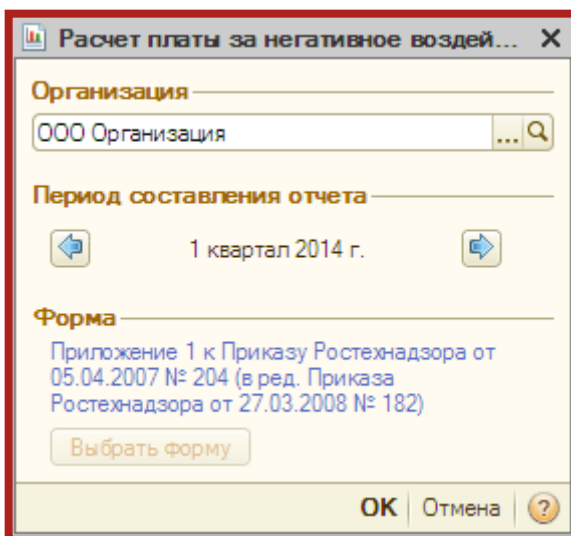 Расчет платы за негативное воздей...
Организация
ООО Организация
...
Период составления отчета
1 квартал 2014 г.
Форма
Приложение 1 к Приказу Ростехнадзора от
05.04.2007 № 204 (в ред. Приказа
Ростехнадзора от 27.03.2008 № 182)
Выбрать форму
ОК Отмена ?